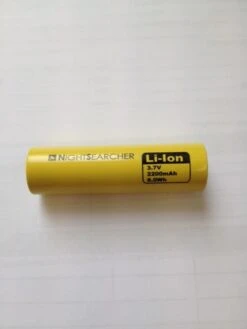 NIGHTSEARCHER
Li-Ion
3.7V
2200mAh
8.0Wh